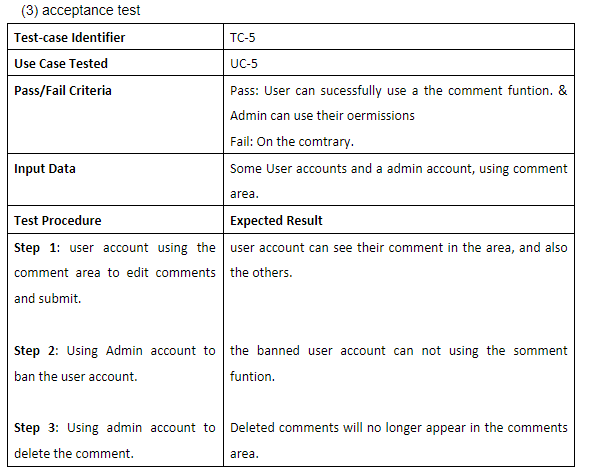 (3) acceptance test
Test-case Identifier TC-5
Use Case Tested UC-5
Pass/Fail Criteria Pass: User can sucessfully use a the comment funtion. &
Admin can use their oermissions
Fail: On the comtrary.
Input Data Some User accounts and a admin account, using comment
area.
Test Procedure Expected Result
Step 1: user account using the user account can see their comment in the area, and also
comment area to edit comments the others.
and submit.
Step 2: Using Admin account to the banned user account can not using the somment
ban the user account. funtion.
Step 3: Using admin account to Deleted comments will no longer appear in the comments
delete the comment. area.